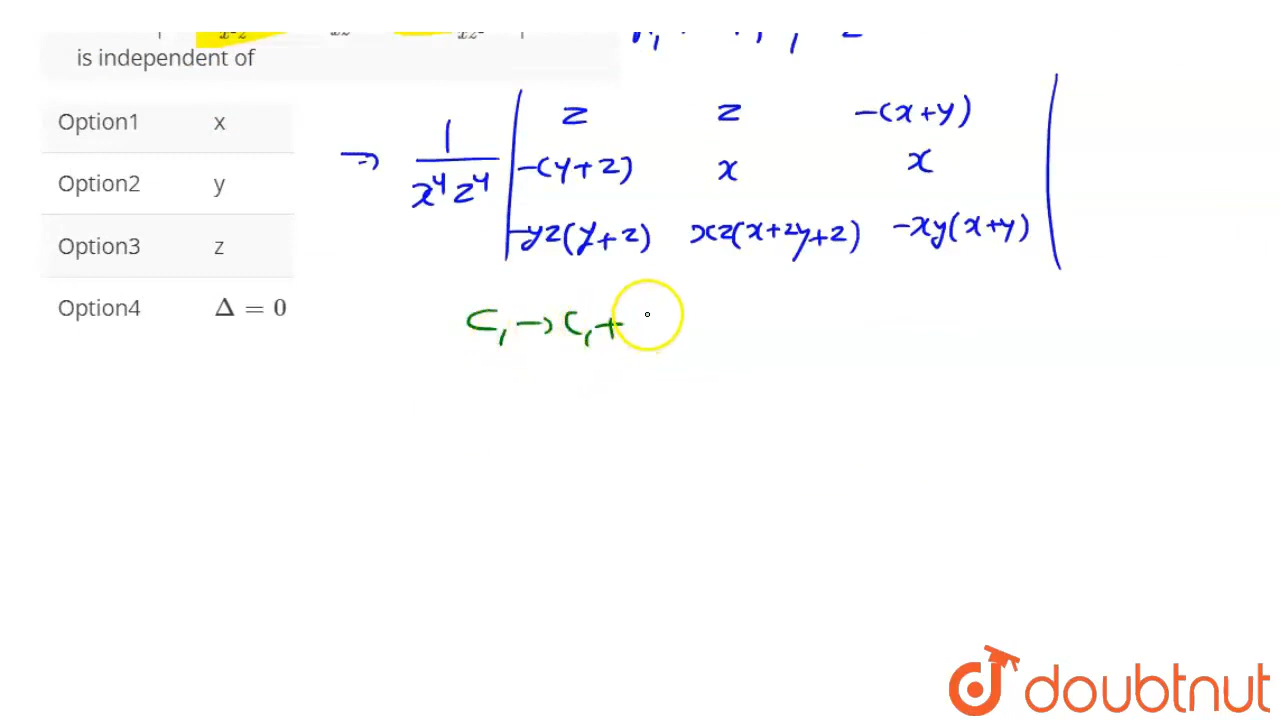 is independent of
Option1 x
Option2 y
Option3 z
Option4 Δ = 0
⇒ 1/x⁴z⁴ | z z -(x+y) |
| -(y+z) x x |
| -yz(y+z) xz(x+2y+z) -xy(x+y) |
C₁ → C₁ +
doubtnut